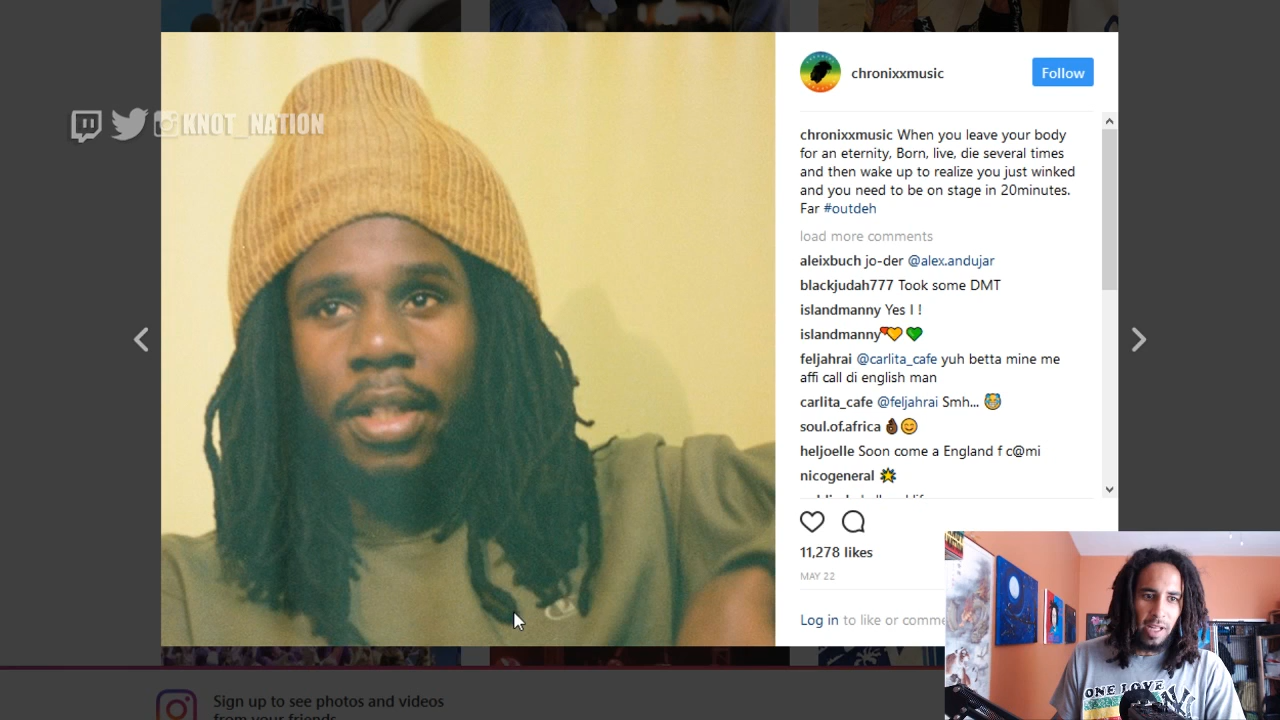 KNOT_NATION
chronixxmusic
Follow
chronixxmusic When you leave your body
for an eternity, Born, live, die several times
and then wake up to realize you just winked
and you need to be on stage in 20minutes.
Far #outdeh
load more comments
aleixbuch jo-der @alex.andujar
blackjudah777 Took some DMT
islandmanny Yes I !
islandmanny🧡💚
feljahrai @carlita_cafe yuh betta mine me
affi call di english man
carlita_cafe @feljahrai Smh... 😹
soul.of.africa 👌🏿😊
heljoelle Soon come a England f c@mi
nicogeneral 🌟
11,278 likes
MAY 22
Log in to like or comme
ONE LOVE
Sign up to see photos and videos
from your friends